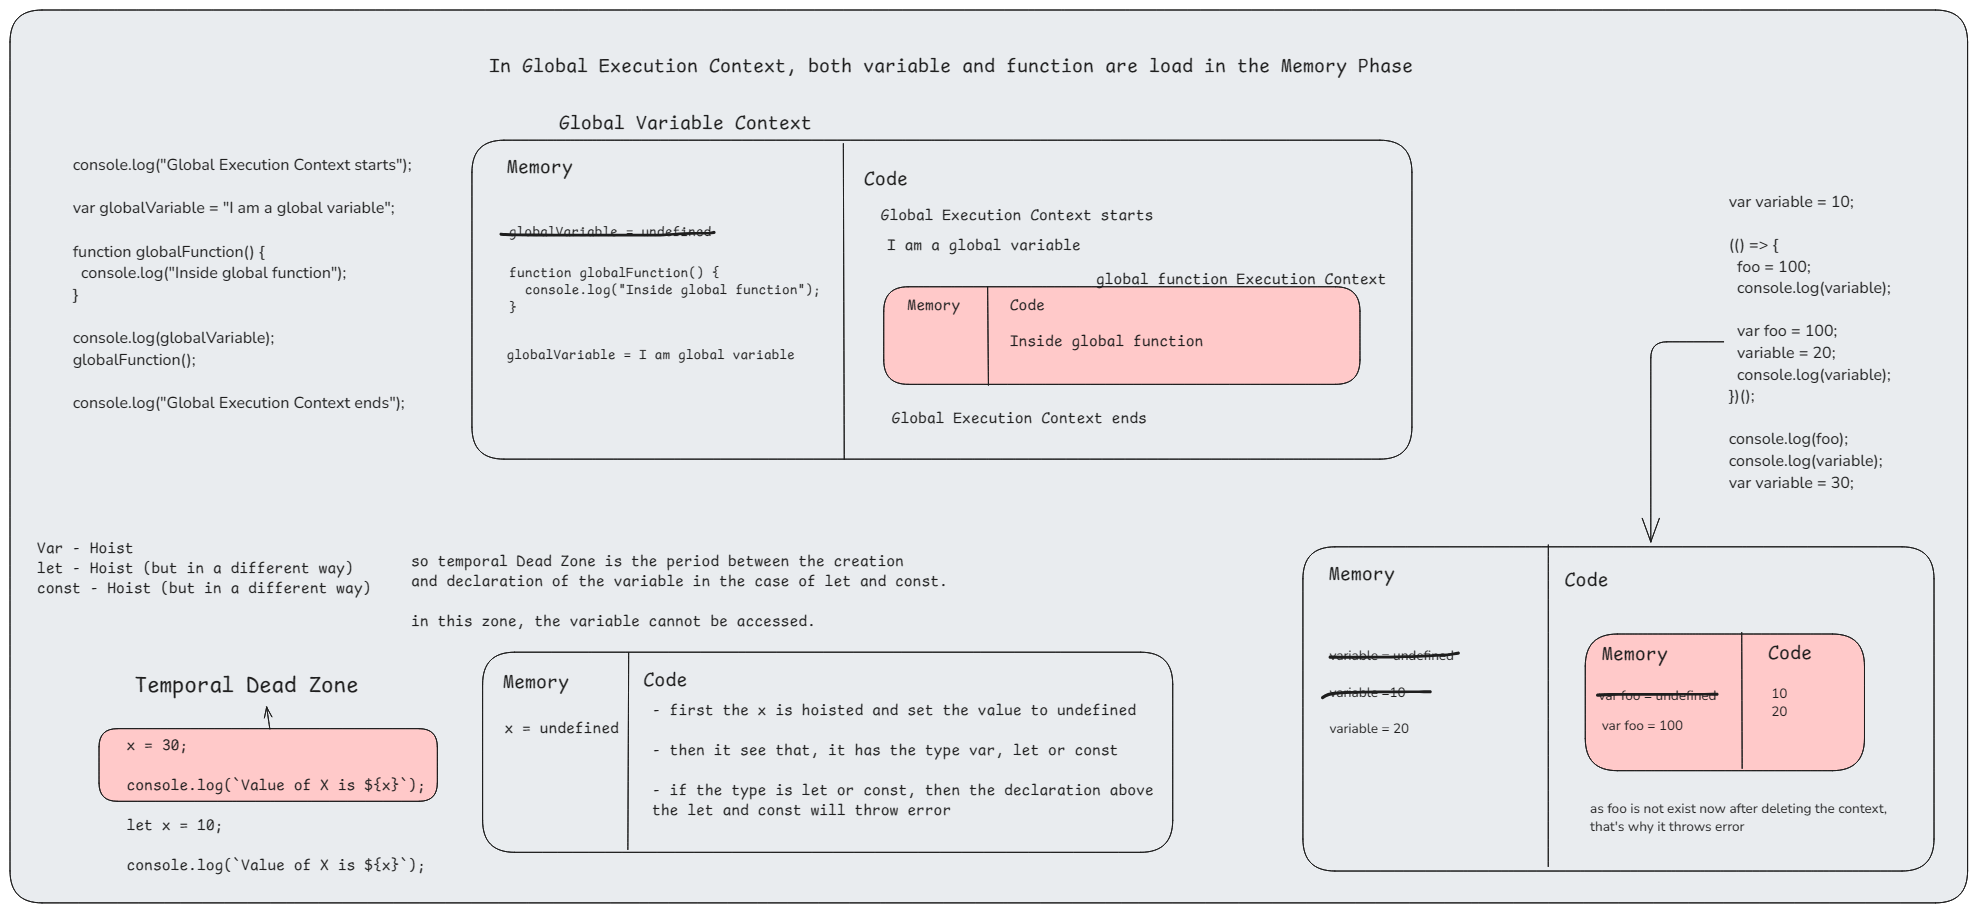 In Global Execution Context, both variable and function are load in the Memory Phase
Global Variable Context
console.log("Global Execution Context starts");
var globalVariable = "I am a global variable";
function globalFunction() {
console.log("Inside global function");
}
console.log(globalVariable);
globalFunction();
console.log("Global Execution Context ends");
Memory
globalVariable = undefined
function globalFunction() {
console.log("Inside global function");
}
globalVariable = I am global variable
Code
Global Execution Context starts
I am a global variable
global function Execution Context
Memory
Code
Inside global function
Global Execution Context ends
var variable = 10;
(() => {
foo = 100;
console.log(variable);
var foo = 100;
variable = 20;
console.log(variable);
})();
console.log(foo);
console.log(variable);
var variable = 30;
Var - Hoist
let - Hoist (but in a different way)
const - Hoist (but in a different way)
so temporal Dead Zone is the period between the creation
and declaration of the variable in the case of let and const.
in this zone, the variable cannot be accessed.
Temporal Dead Zone
x = 30;
console.log(`Value of X is ${x}`);
let x = 10;
console.log(`Value of X is ${x}`);
Memory
x = undefined
Code
- first the x is hoisted and set the value to undefined
- then it see that, it has the type var, let or const
- if the type is let or const, then the declaration above
the let and const will throw error
Memory
variable = undefined
variable =10
variable = 20
Code
Memory
var foo = undefined
var foo = 100
Code
10
20
as foo is not exist now after deleting the context,
that's why it throws error